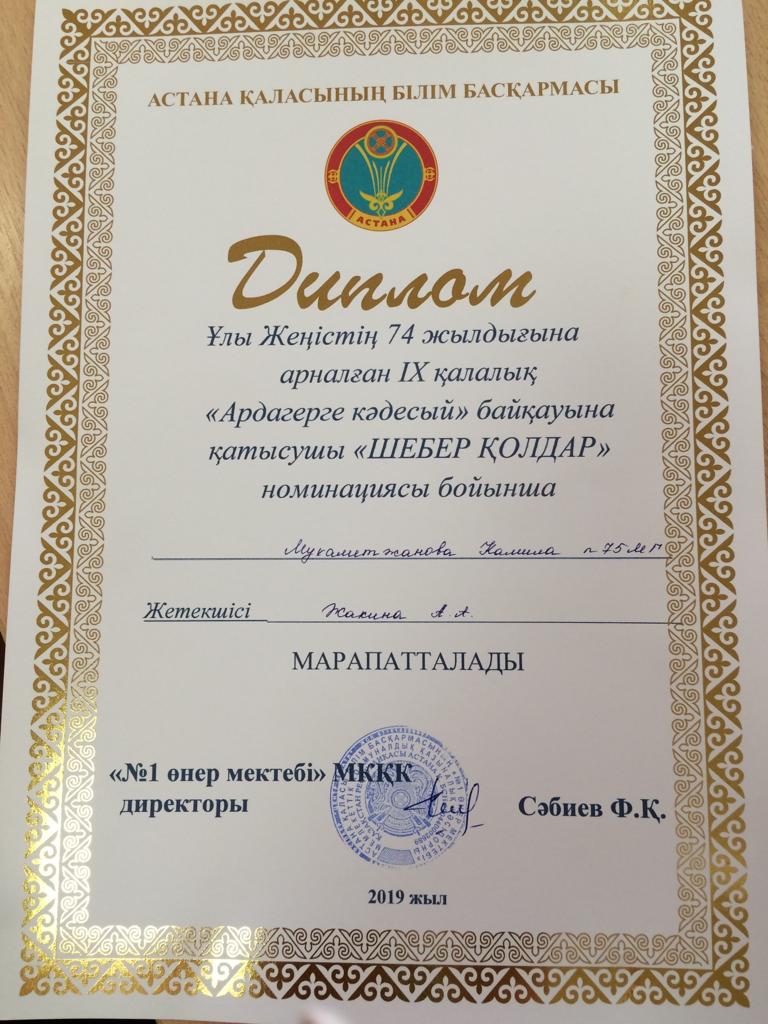 АСТАНА ҚАЛАСЫНЫҢ БІЛІМ БАСҚАРМАСЫ
АСТАНА
Диплом
Ұлы Жеңістің 74 жылдығына
арналған IX қалалық
«Ардагерге кәдесый» байқауына
қатысушы «ШЕБЕР ҚОЛДАР»
номинациясы бойынша
Мукаметжанова Камила
Жетекшісі Жакина А.А.
МАРАПАТТАЛАДЫ
«№1 өнер мектебі» МКҚК
директоры Сәбиев Ф.Қ.
2019 жыл